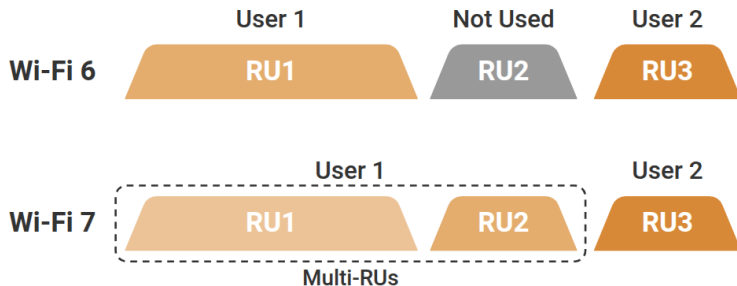 User 1 Not Used User 2
Wi-Fi 6 RU1 RU2 RU3
User 1 User 2
Wi-Fi 7 RU1 RU2 RU3
Multi-RUs